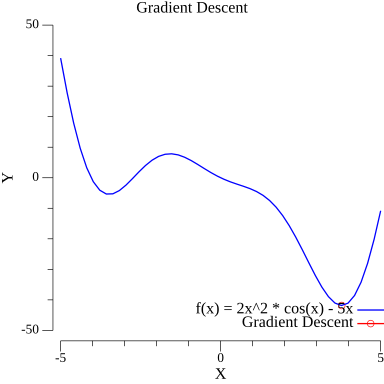 Gradient Descent
50
Y
0
f(x) = 2x^2 * cos(x) - 5x
Gradient Descent
-50
-5
0
5
X